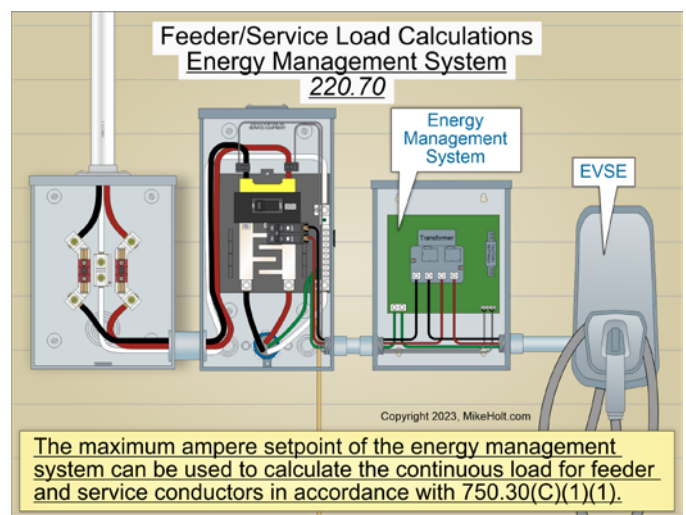 Feeder/Service Load Calculations
Energy Management System
220.70
Energy
Management
System
EVSE
Transformer
Copyright 2023, MikeHolt.com
The maximum ampere setpoint of the energy management
system can be used to calculate the continuous load for feeder
and service conductors in accordance with 750.30(C)(1)(1).